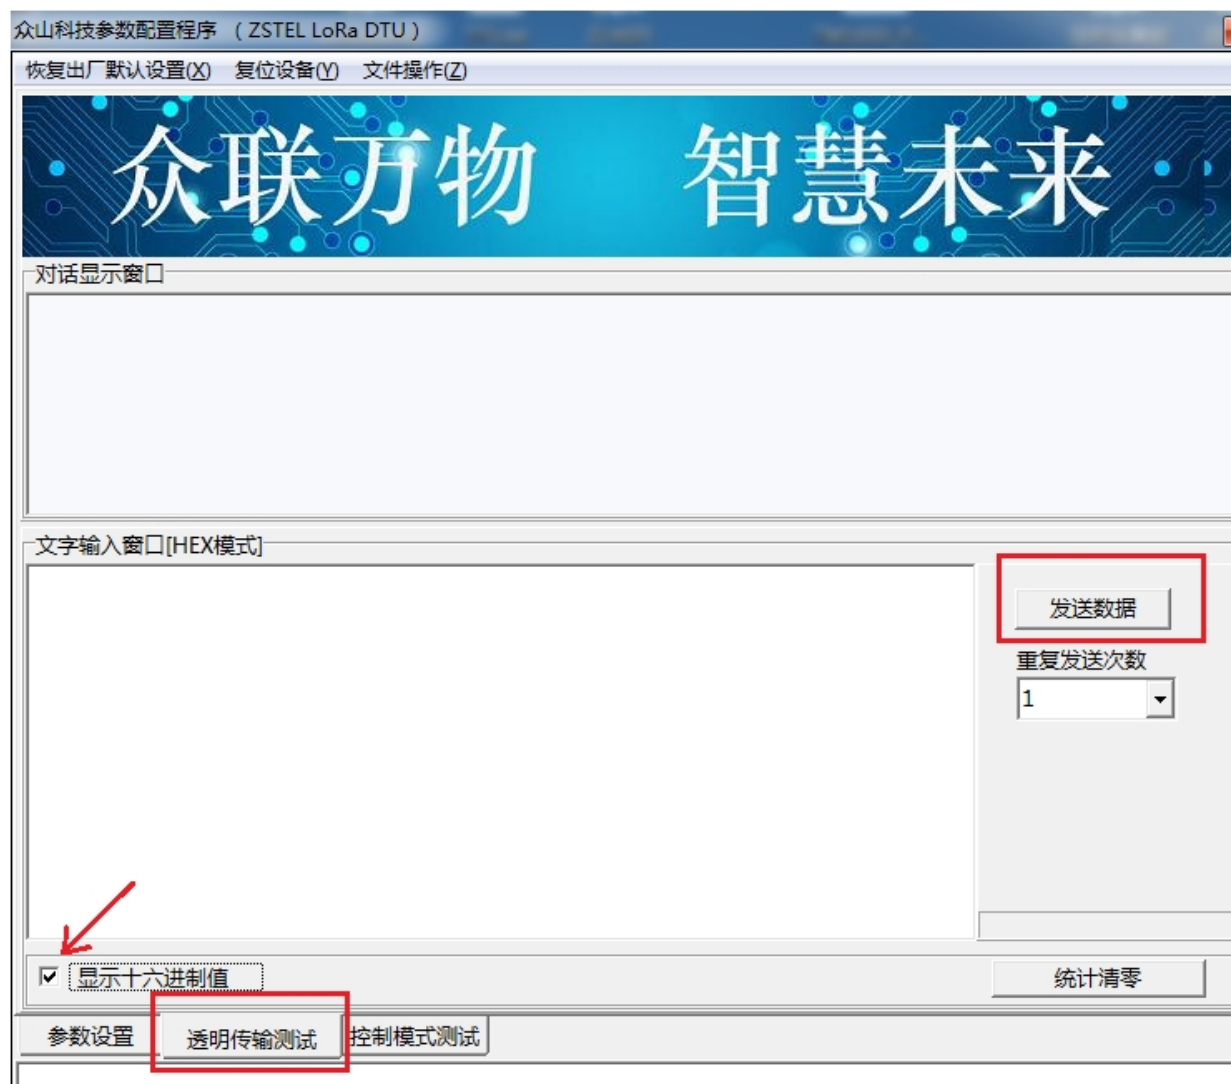 众山科技参数配置程序 （ZSTEL LoRa DTU）
恢复出厂默认设置(X) 复位设备(Y) 文件操作(Z)
众联万物 智慧未来
对话显示窗口
文字输入窗口[HEX模式]
发送数据
重复发送次数
1
显示十六进制值
统计清零
参数设置 透明传输测试 控制模式测试